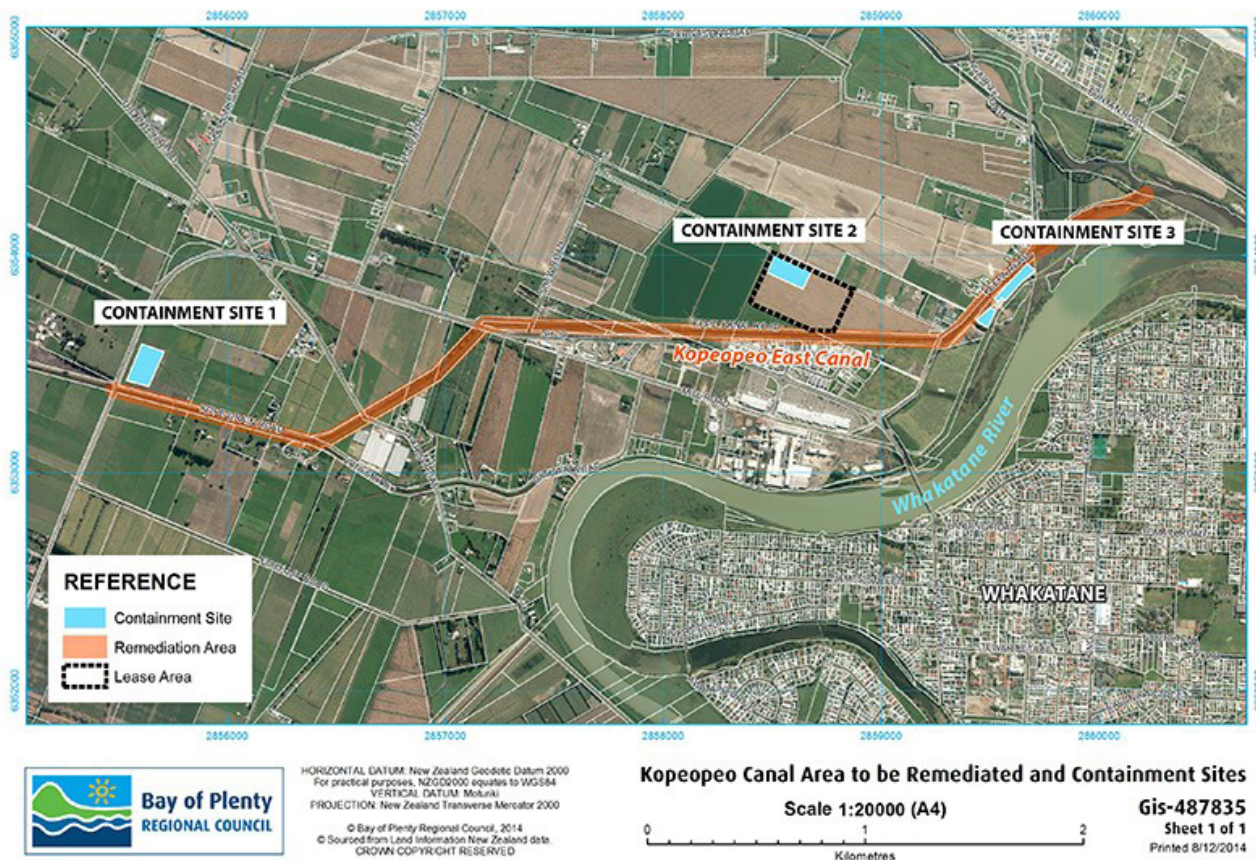 2856000
2857000
2858000
2859000
2860000
6355000
CONTAINMENT SITE 2
CONTAINMENT SITE 3
6354000
CONTAINMENT SITE 1
Kopeopeo East Canal
Whakatane River
6353000
WHAKATANE
REFERENCE
Containment Site
Remediation Area
Lease Area
6352000
2856000
2857000
2858000
2859000
2860000
Bay of Plenty
REGIONAL COUNCIL
HORIZONTAL DATUM: New Zealand Geodetic Datum 2000
For practical purposes, NZGD2000 equates to WGS84
VERTICAL DATUM: Moturiki
PROJECTION: New Zealand Transverse Mercator 2000
© Bay of Plenty Regional Council, 2014
© Sourced from Land Information New Zealand data.
CROWN COPYRIGHT RESERVED
Kopeopeo Canal Area to be Remediated and Containment Sites
Scale 1:20000 (A4)
0 1 2
Kilometres
Gis-487835
Sheet 1 of 1
Printed 8/12/2014